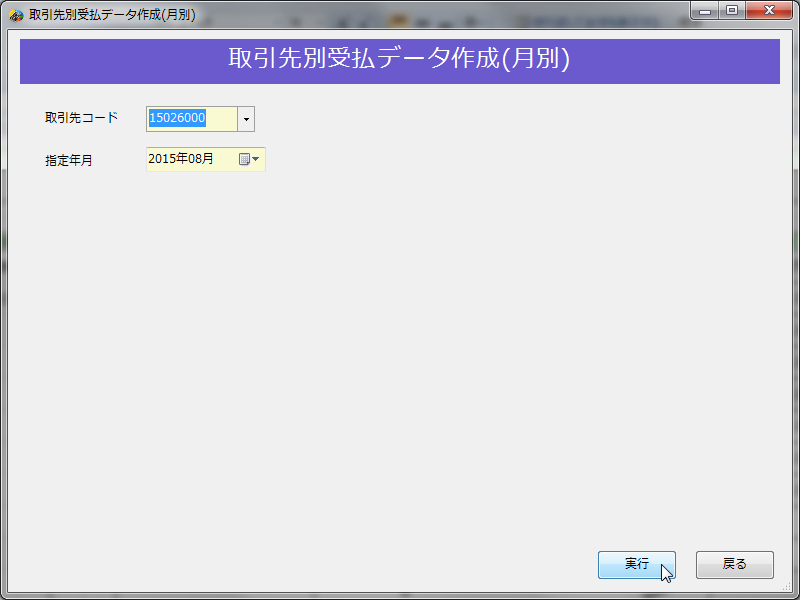 取引先別受払データ作成(月別)
取引先別受払データ作成(月別)
取引先コード 15026000
指定年月 2015年08月
実行 戻る